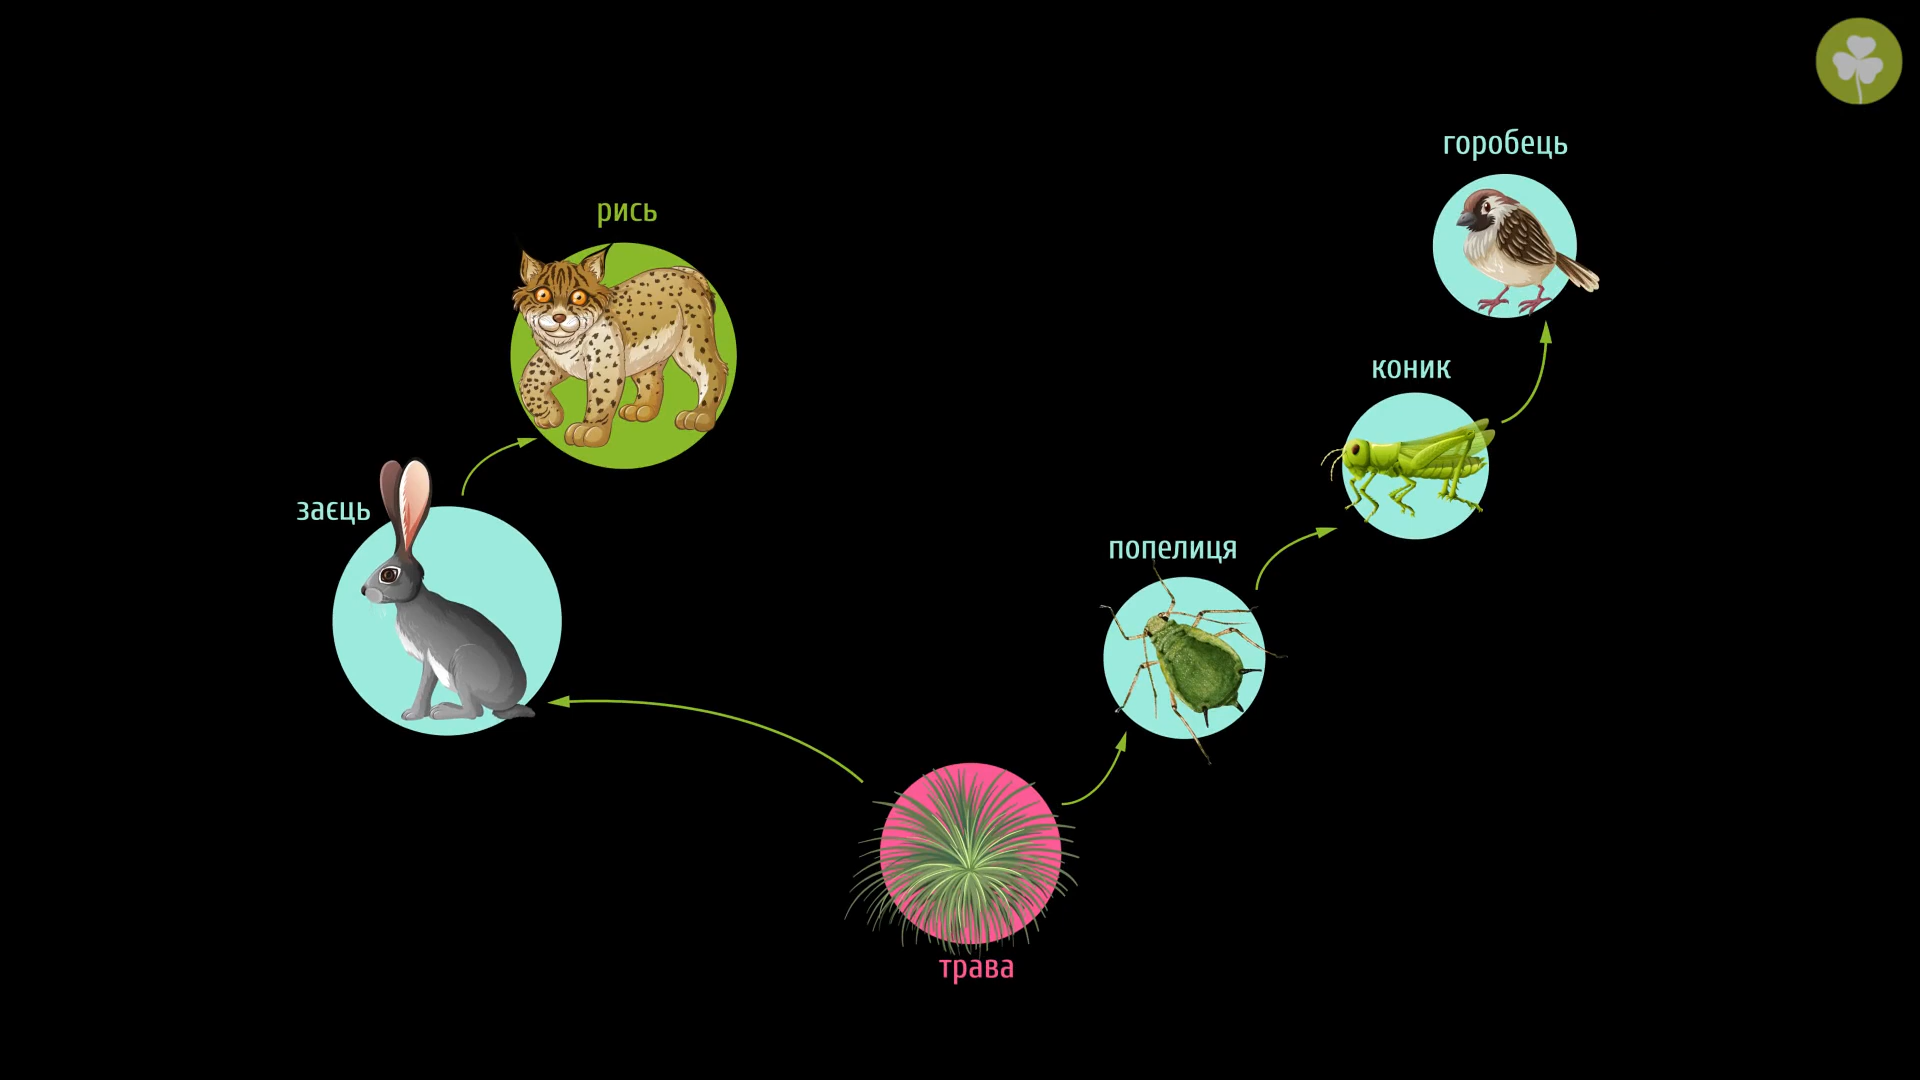 горобець
рись
коник
заєць
попелиця
трава